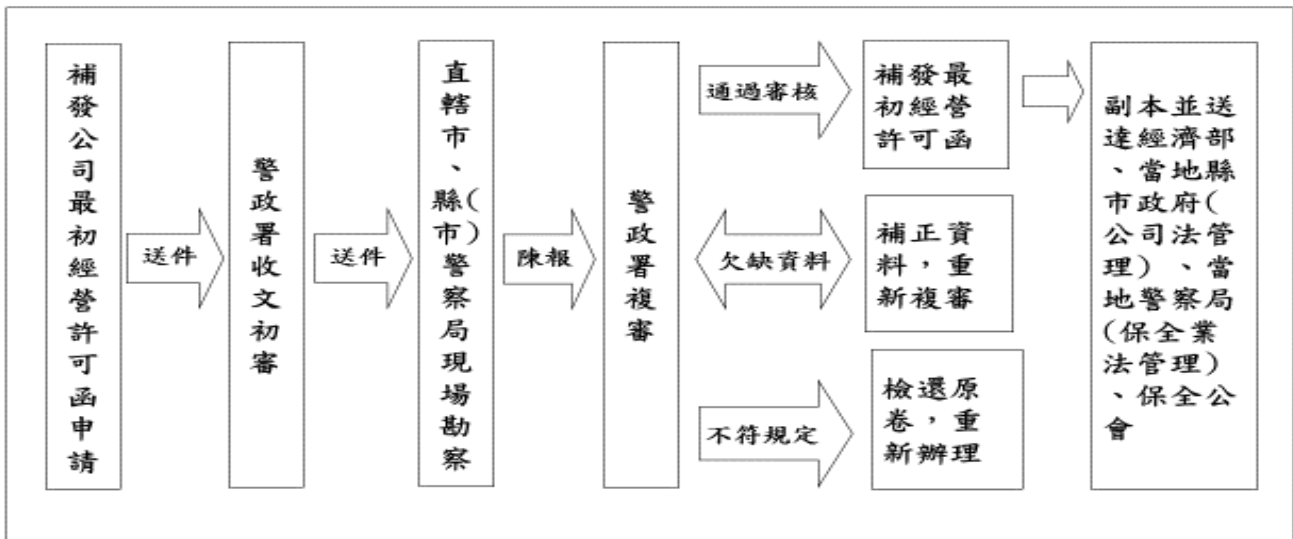 補發公司最初經營許可函申請
送件
警政署收文初審
送件
直轄市、縣(市)警察局現場勘察
陳報
警政署複審
通過審核
補發最
初經營
許可函
欠缺資料
補正資
料，重
新複審
不符規定
檢還原
卷，重
新辦理
副本並送
達經濟部
、當地縣
市政府(
公司法管
理)、當
地警察局
(保全業
法管理)
、保全公
會